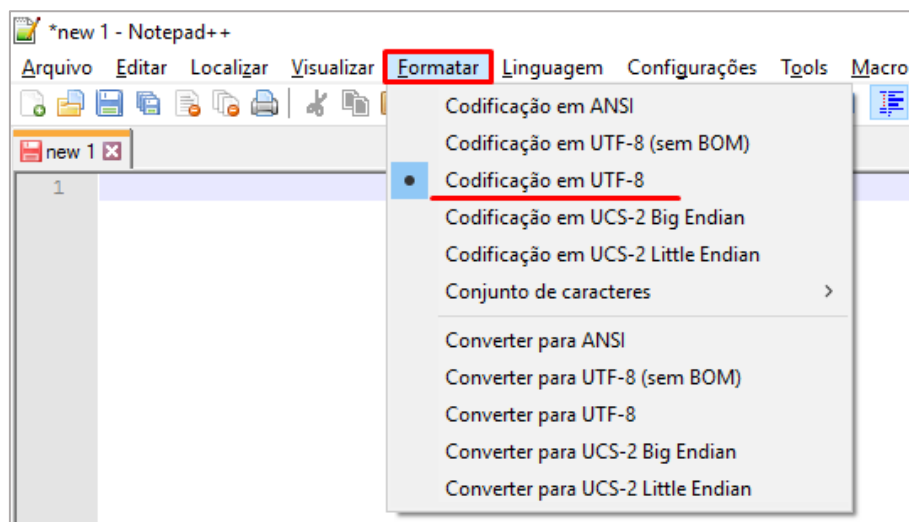 *new 1 - Notepad++
Arquivo Editar Localizar Visualizar Formatar Linguagem Configurações Tools Macro
new 1
1
Codificação em ANSI
Codificação em UTF-8 (sem BOM)
Codificação em UTF-8
Codificação em UCS-2 Big Endian
Codificação em UCS-2 Little Endian
Conjunto de caracteres
Converter para ANSI
Converter para UTF-8 (sem BOM)
Converter para UTF-8
Converter para UCS-2 Big Endian
Converter para UCS-2 Little Endian